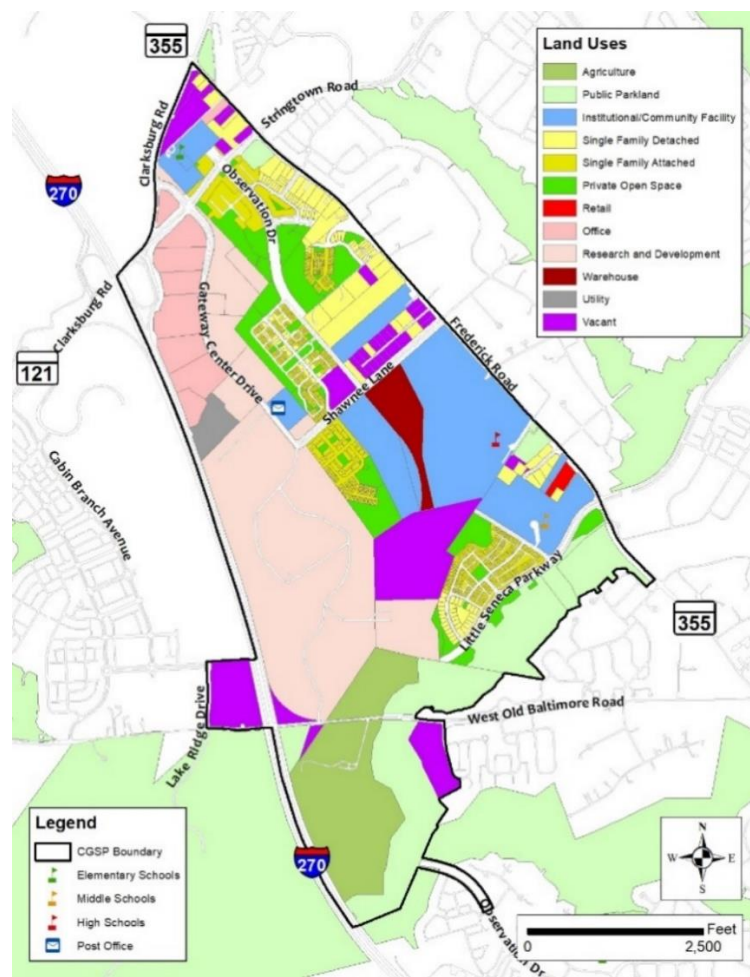 355
Clarksburg Rd
Stringtown Road
270
Observation Dr
Clarksburg Rd
121
Gateway Center Drive
Shawnee Lane
Frederick Road
Cabin Branch Avenue
Little Seneca Parkway
355
Lake Ridge Drive
West Old Baltimore Road
270
Observation Dr
Land Uses
Agriculture
Public Parkland
Institutional/Community Facility
Single Family Detached
Single Family Attached
Private Open Space
Retail
Office
Research and Development
Warehouse
Utility
Vacant
Legend
CGSP Boundary
Elementary Schools
Middle Schools
High Schools
Post Office
N
W E
S
Feet
0 2,500